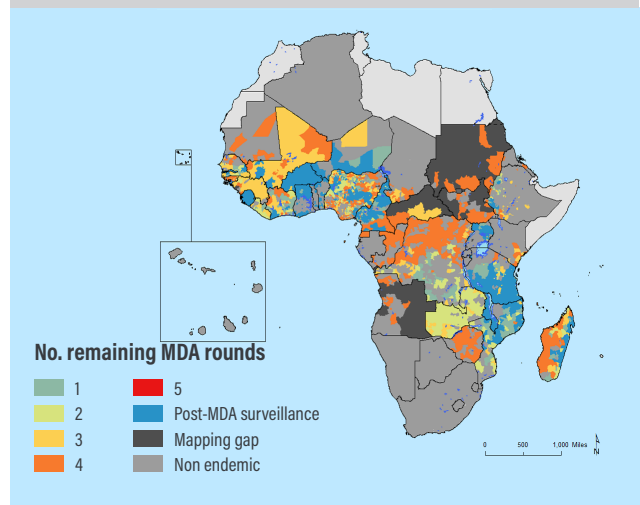 No. remaining MDA rounds
1
2
3
4
5
Post-MDA surveillance
Mapping gap
Non endemic
0 500 1,000 Miles
N